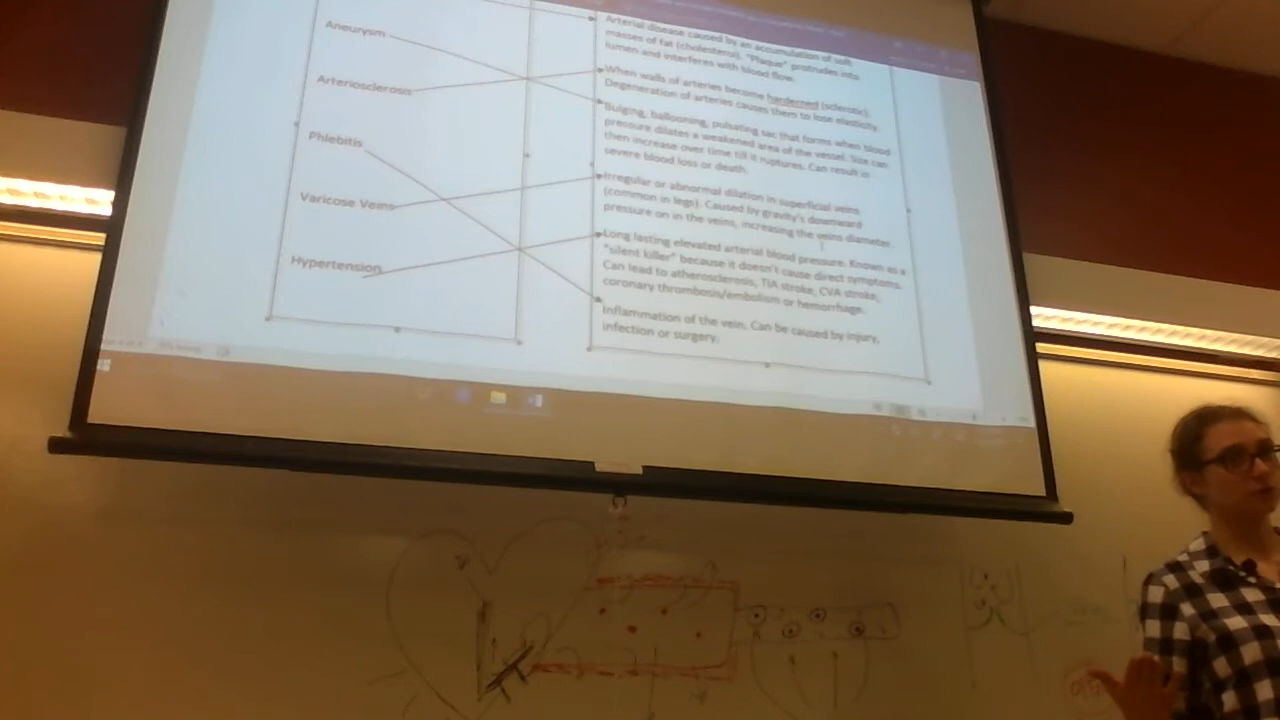 Aneurysm
Arteriosclerosis
Phlebitis
Varicose Veins
Hypertension
Arterial disease caused by an accumulation of soft
masses of fat (cholesterol). "Plaque" protrudes into
lumen and interferes with blood flow.
When walls of arteries become hardened (sclerotic).
Degeneration of arteries causes them to lose elasticity.
Bulging, ballooning, pulsating sac that forms when blood
pressure dilates a weakened area of the vessel. Size can
then increase over time till it ruptures. Can result in
severe blood loss or death.
Irregular or abnormal dilation in superficial veins
(common in legs). Caused by gravity's downward
pressure on in the veins, increasing the veins diameter.
Long lasting elevated arterial blood pressure. Known as a
"silent killer" because it doesn't cause direct symptoms.
Can lead to atherosclerosis, TIA stroke, CVA stroke,
coronary thrombosis/embolism or hemorrhage.
Inflammation of the vein. Can be caused by injury,
infection or surgery.